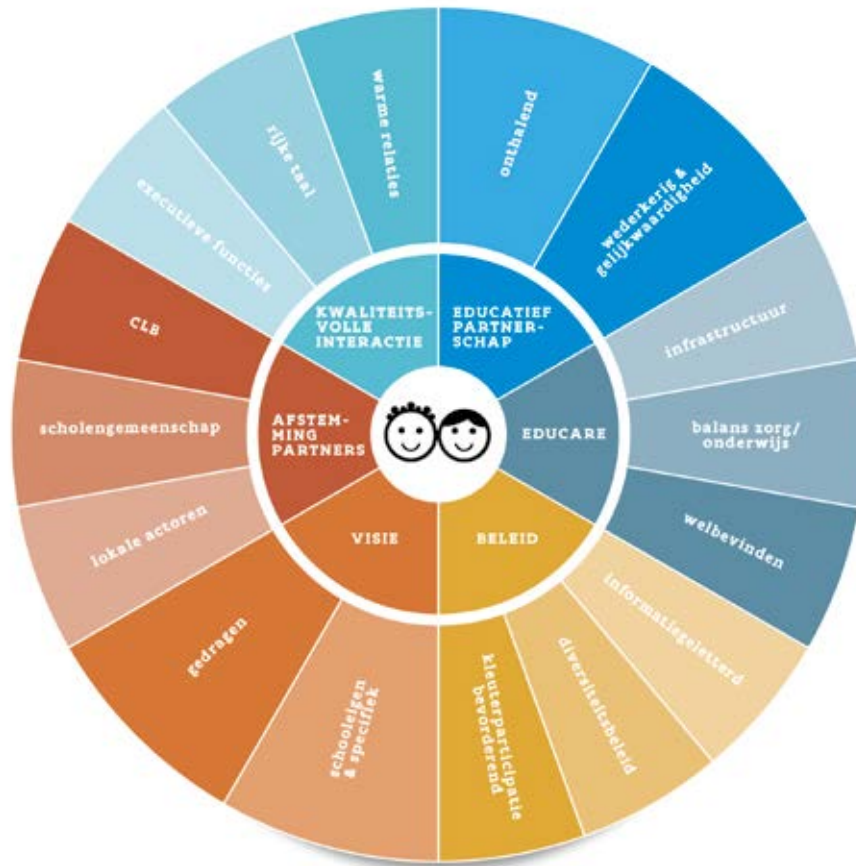 warme relaties
rijke taal
executieve functies
onthalend
wederkerig &
gelijkwaardigheid
infrastructuur
balans zorg/
onderwijs
welbevinden
informatiegeletterd
diversiteitsbeleid
kleuterparticipatie
bevorderend
schooleigen
& specifiek
gedragen
lokale actoren
scholengemeenschap
CLB
KWALITEITS-
VOLLE
INTERACTIE
EDUCATIEF
PARTNER-
SCHAP
EDUCARE
BELEID
VISIE
AFSTEM-
MING
PARTNERS